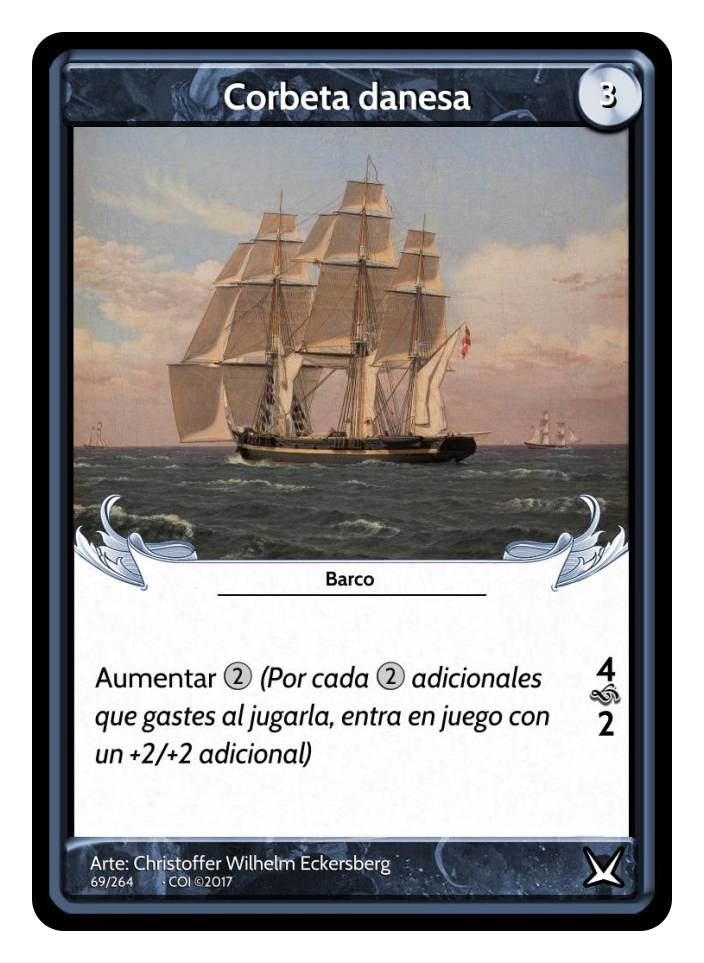 Corbeta danesa
3
Barco
Aumentar 2 (Por cada 2 adicionales
que gastes al jugarla, entra en juego con
un +2/+2 adicional)
4
2
Arte: Christoffer Wilhelm Eckersberg
69/264 · COI ©2017